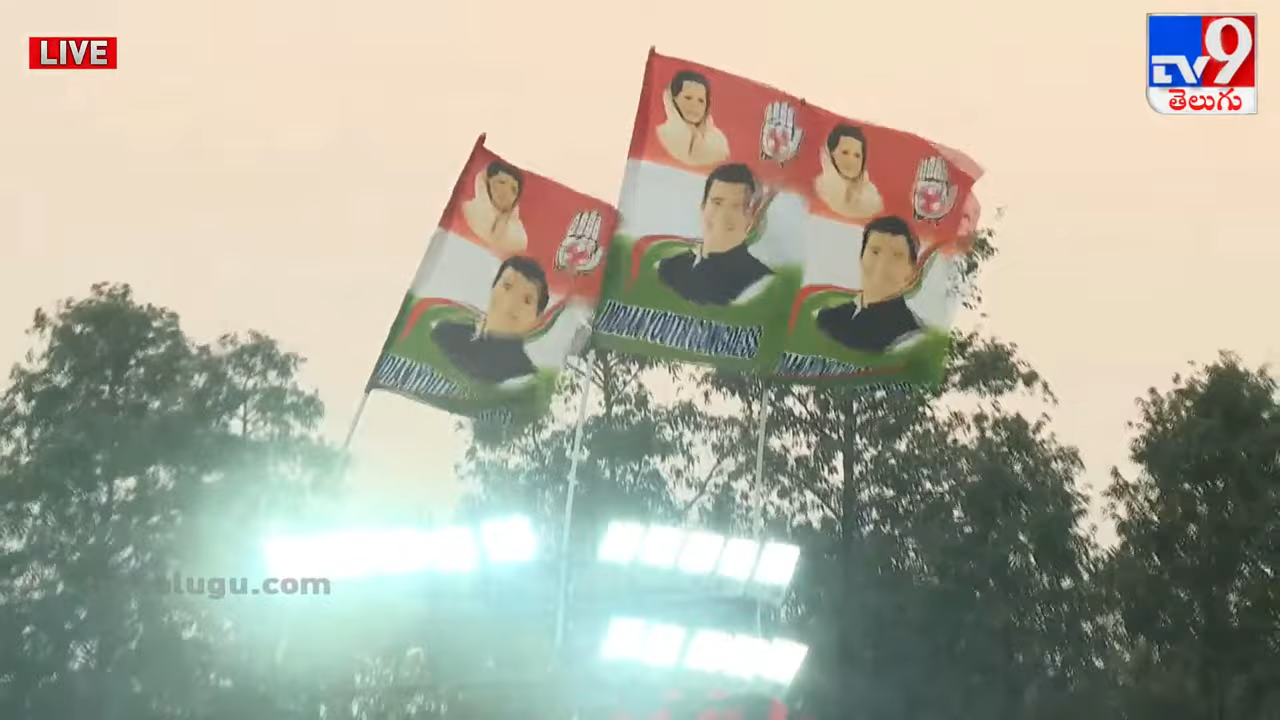 LIVE
TV9
తెలుగు
INDIAN YOUTH CONGRESS
lugu.com